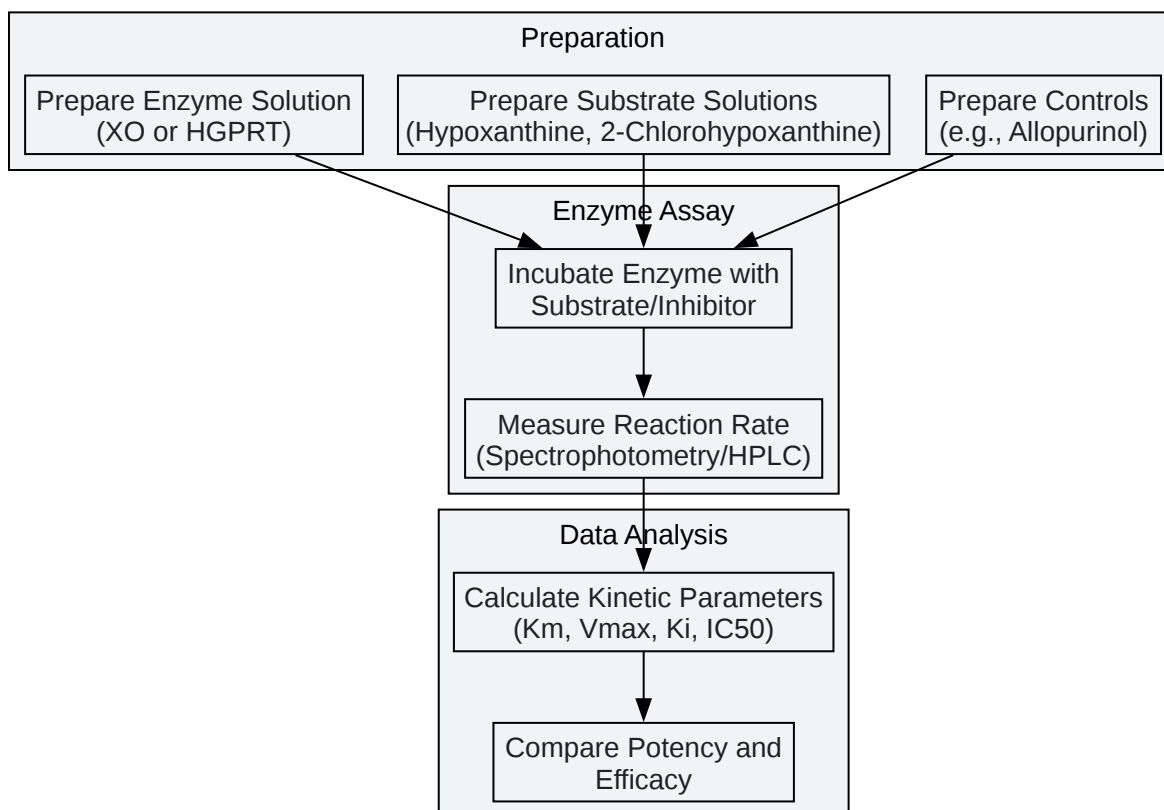 Preparation
Prepare Enzyme Solution
(XO or HGPRT)
Prepare Substrate Solutions
(Hypoxanthine, 2-Chlorohypoxanthine)
Prepare Controls
(e.g., Allopurinol)
Enzyme Assay
Incubate Enzyme with
Substrate/Inhibitor
Measure Reaction Rate
(Spectrophotometry/HPLC)
Data Analysis
Calculate Kinetic Parameters
(Km, Vmax, Ki, IC50)
Compare Potency and
Efficacy